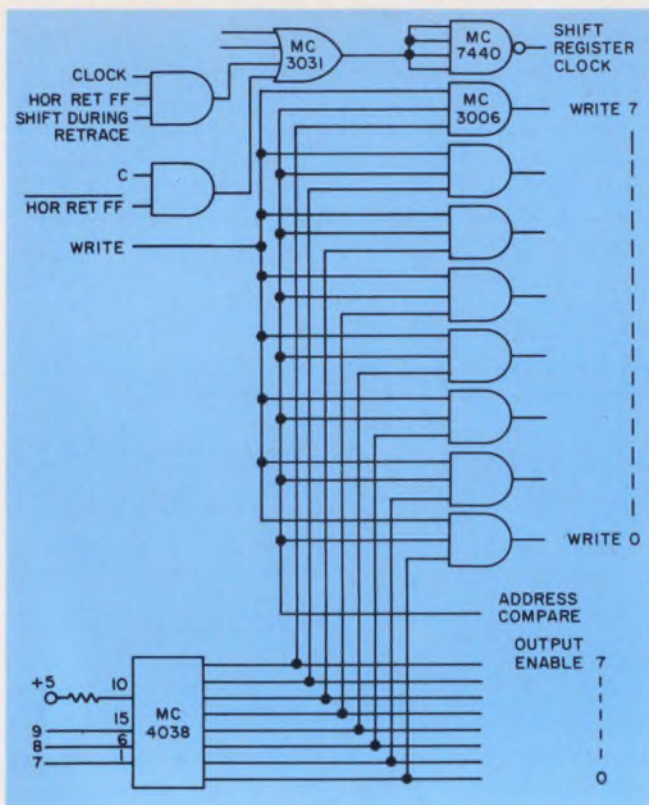 MC
3031
MC
7440
SHIFT
REGISTER
CLOCK
CLOCK
HOR RET FF
SHIFT DURING
RETRACE
MC
3006
WRITE 7
C
HOR RET FF
WRITE
WRITE 0
ADDRESS
COMPARE
OUTPUT
ENABLE 7
+5
10
MC
4038
15
9
6
8
1
7
0